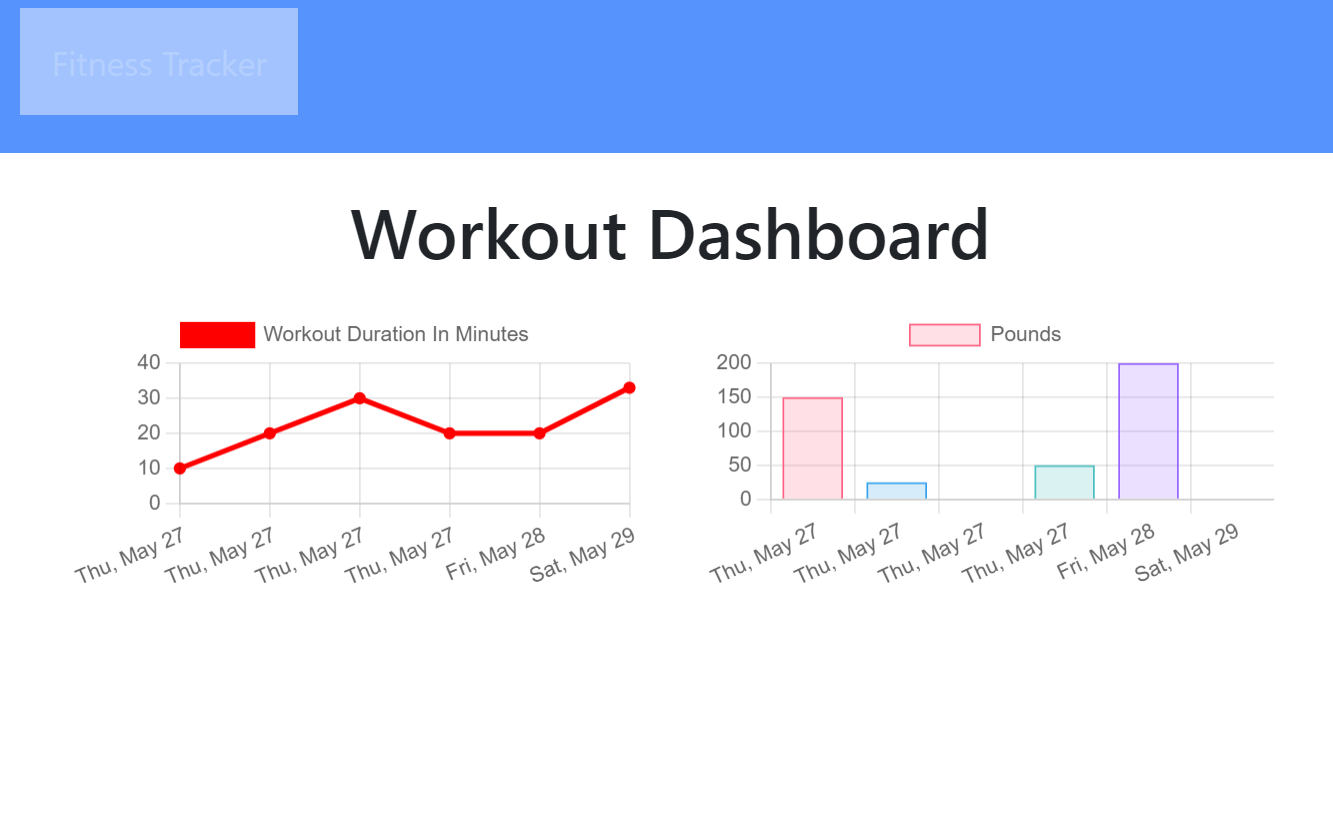 Fitness Tracker
Workout Dashboard
Workout Duration In Minutes
40
30
20
10
0
Thu, May 27
Thu, May 27
Thu, May 27
Thu, May 27
Fri, May 28
Sat, May 29
Pounds
200
150
100
50
0
Thu, May 27
Thu, May 27
Thu, May 27
Thu, May 27
Fri, May 28
Sat, May 29